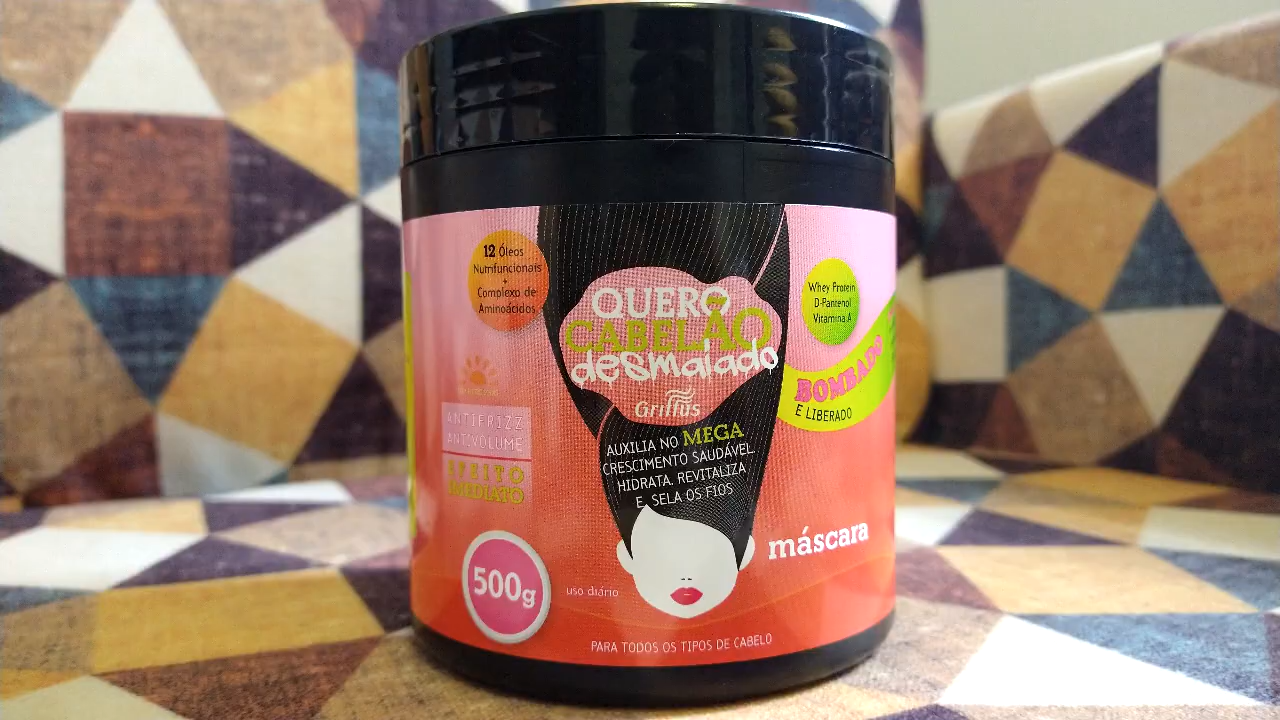 12 Óleos
Nutrifuncionais
+
Complexo de
Aminoácidos
QUERO
CABELÃO
desmaiado
Griffus
Whey Protein
D-Pantenol
Vitamina A
BOMBADO
E LIBERADO
ANTIFRIZZ
ANTIVOLUME
EFEITO
IMEDIATO
AUXILIA NO MEGA
CRESCIMENTO SAUDÁVEL,
HIDRATA, REVITALIZA
E SELA OS FIOS
máscara
500g
uso diário
PARA TODOS OS TIPOS DE CABELO